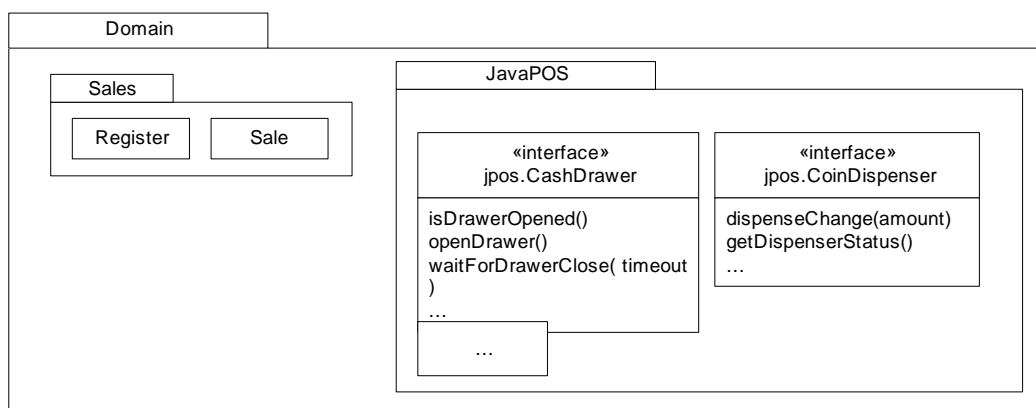 Domain
Sales
Register
Sale
JavaPOS
«interface»
jpos.CashDrawer
isDrawerOpened()
openDrawer()
waitForDrawerClose( timeout
)
...
...
«interface»
jpos.CoinDispenser
dispenseChange(amount)
getDispenserStatus()
...